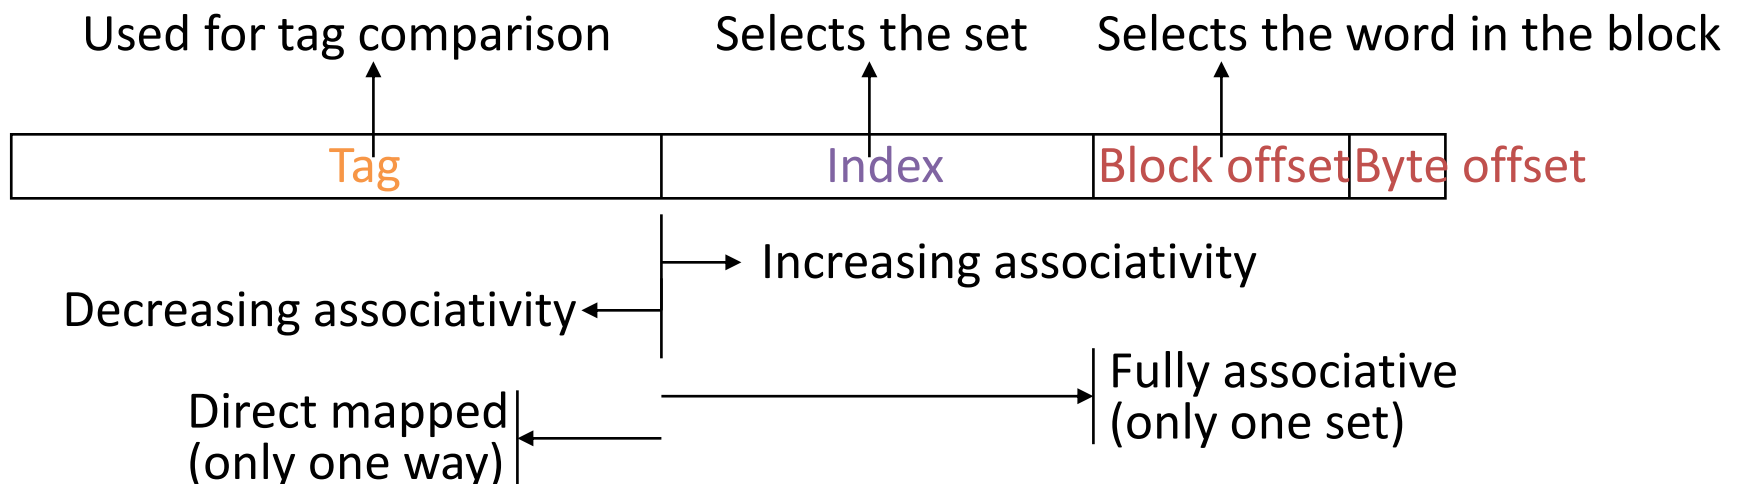 Used for tag comparison
Selects the set
Selects the word in the block
Tag
Index
Block offset
Byte offset
Increasing associativity
Decreasing associativity
Fully associative
(only one set)
Direct mapped
(only one way)